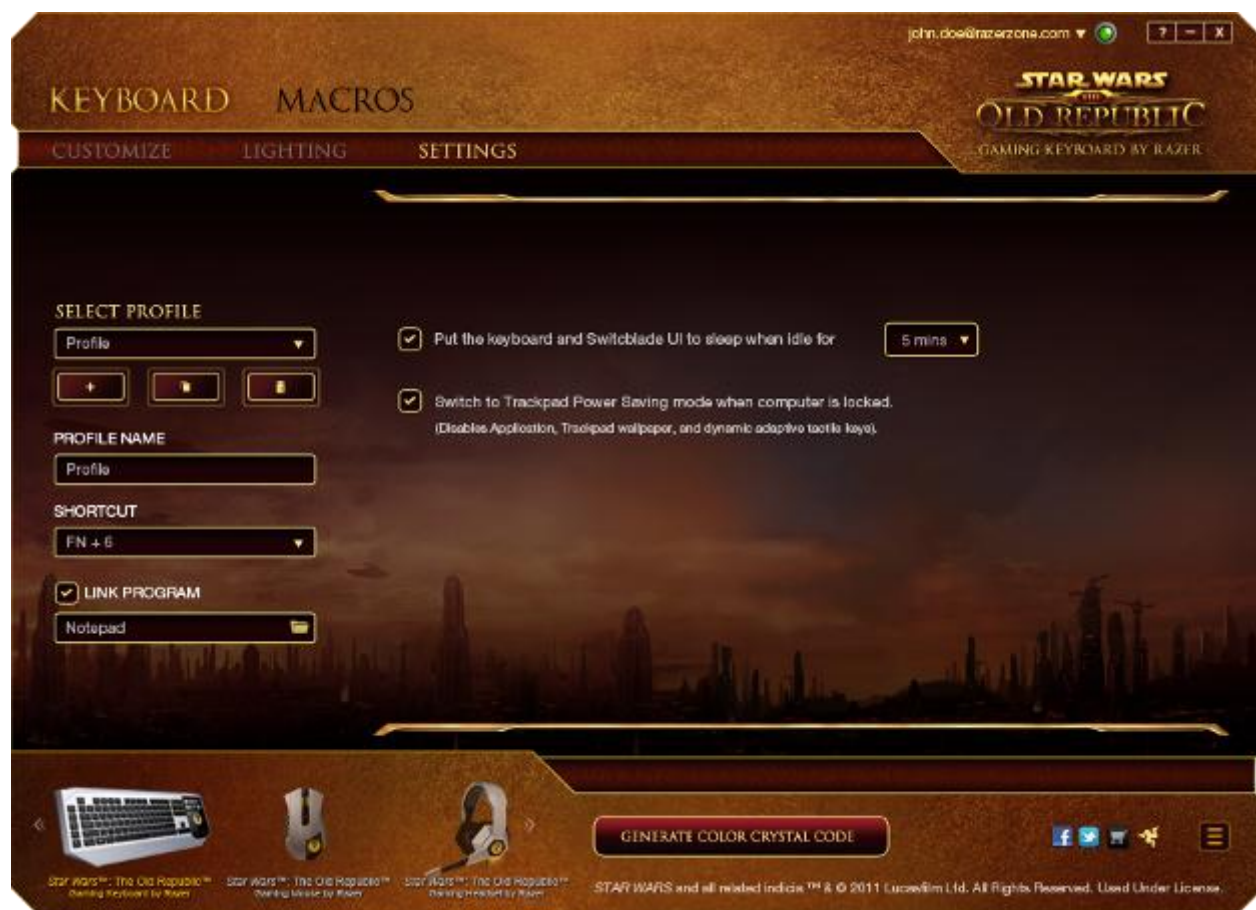 john.doe@razerzone.com
? – X
KEYBOARD MACROS
STAR WARS
THE
OLD REPUBLIC
GAMING KEYBOARD BY RAZER
CUSTOMIZE LIGHTING SETTINGS
SELECT PROFILE
Profile
+
PROFILE NAME
Profile
SHORTCUT
FN + 6
LINK PROGRAM
Notepad
Put the keyboard and Switcblade UI to sleep when idle for 5 mins
Switch to Trackpad Power Saving mode when computer is locked.
(Disables Application, Trackpad wallpaper, and dynamic adaptive tactile keys).
Star Wars™: The Old Republic™
Gaming Keyboard by Razer
Star Wars™: The Old Republic™
Gaming Mouse by Razer
Star Wars™: The Old Republic™
Gaming Headset by Razer
GENERATE COLOR CRYSTAL CODE
STAR WARS and all related indicia ™ & © 2011 Lucasfilm Ltd. All Rights Reserved. Used Under License.